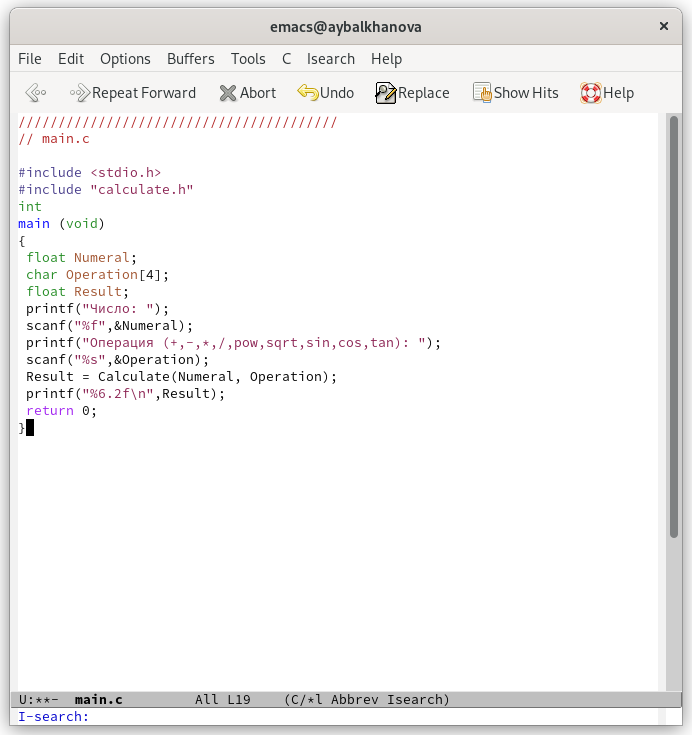 emacs@aybalkhanova ×
File Edit Options Buffers Tools C Isearch Help
Repeat Forward Abort Undo Replace Show Hits Help
////////////////////////////////////////
// main.c
#include <stdio.h>
#include "calculate.h"
int
main (void)
{
 float Numeral;
 char Operation[4];
 float Result;
 printf("Число: ");
 scanf("%f",&Numeral);
 printf("Операция (+,-,*,/,pow,sqrt,sin,cos,tan): ");
 scanf("%s",&Operation);
 Result = Calculate(Numeral, Operation);
 printf("%6.2f\n",Result);
 return 0;
}
U:**- main.c All L19 (C/*l Abbrev Isearch)
I-search: